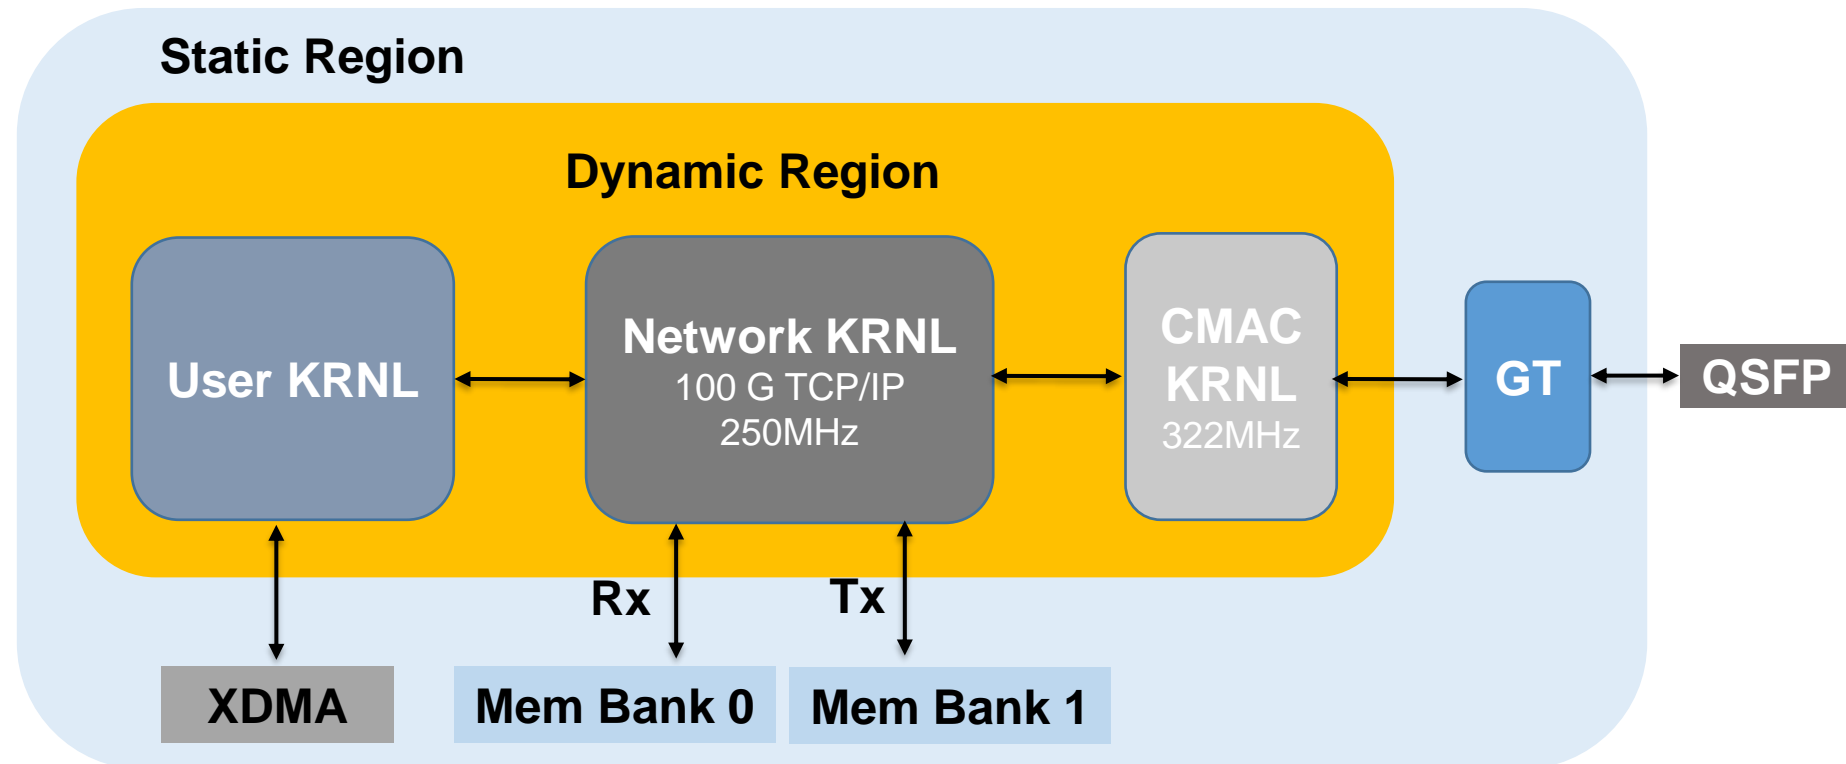 Static Region
Dynamic Region
User KRNL
Network KRNL
100 G TCP/IP
250MHz
CMAC
KRNL
322MHz
GT
QSFP
Rx
Tx
XDMA
Mem Bank 0
Mem Bank 1